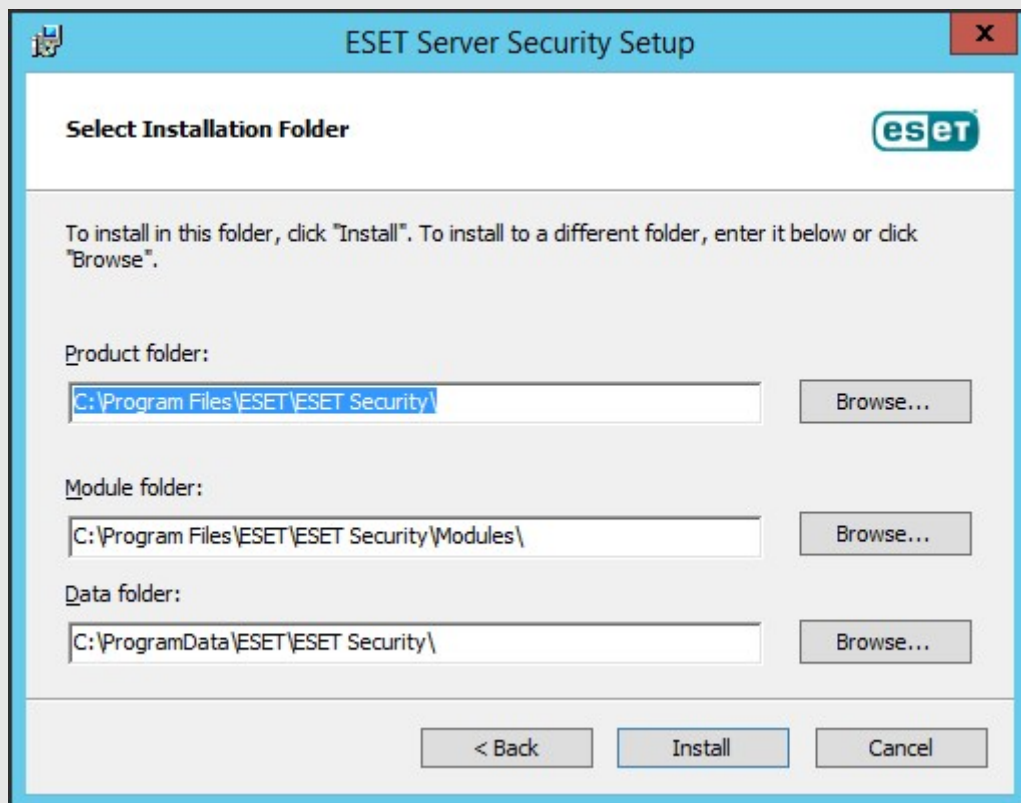 ESET Server Security Setup
x
Select Installation Folder
eset
To install in this folder, click "Install". To install to a different folder, enter it below or click
"Browse".
Product folder:
C:\Program Files\ESET\ESET Security\
Browse...
Module folder:
C:\Program Files\ESET\ESET Security\Modules\
Browse...
Data folder:
C:\ProgramData\ESET\ESET Security\
Browse...
< Back
Install
Cancel